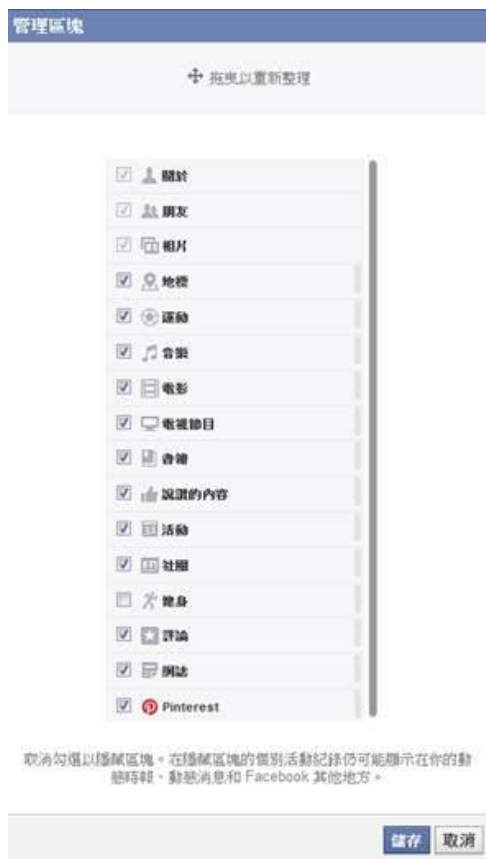 管理區塊
拖曳以重新整理
關於
朋友
相片
地標
運動
音樂
電影
電視節目
書籍
說讚的內容
活動
社團
健身
評論
網誌
Pinterest
取消勾選以隱藏區塊。在隱藏區塊的個別活動紀錄仍可能顯示在你的動
態時報、動態消息和 Facebook 其他地方。
儲存 取消